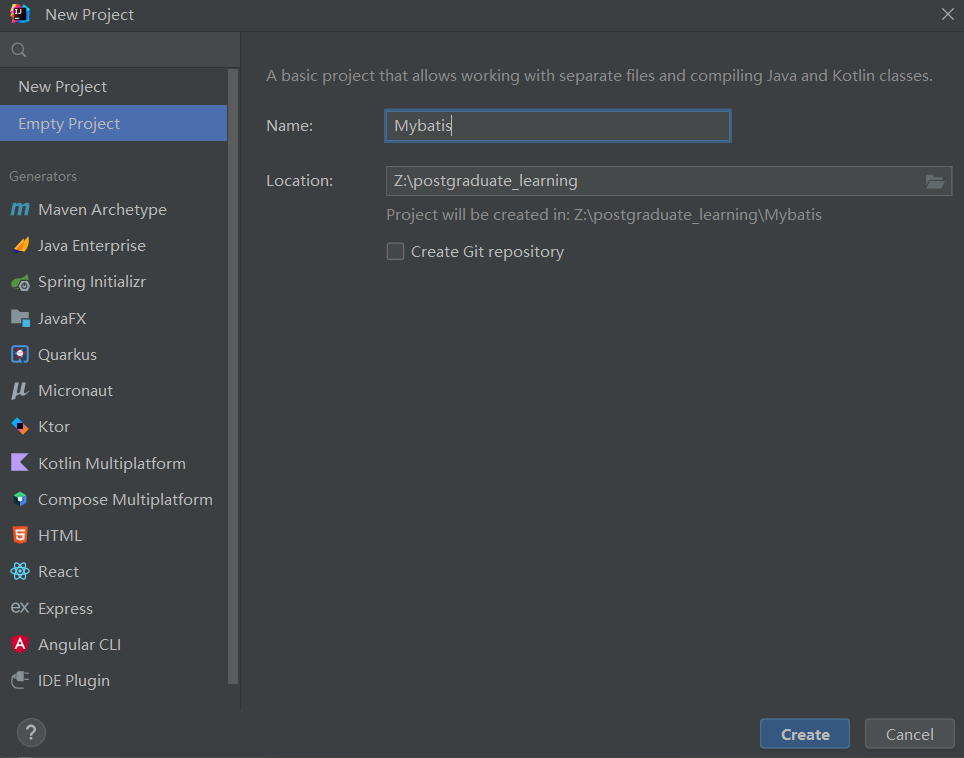 New Project
New Project
Empty Project
Generators
Maven Archetype
Java Enterprise
Spring Initializr
JavaFX
Quarkus
Micronaut
Ktor
Kotlin Multiplatform
Compose Multiplatform
HTML
React
ex Express
Angular CLI
IDE Plugin
A basic project that allows working with separate files and compiling Java and Kotlin classes.
Name: Mybatis
Location: Z:\postgraduate_learning
Project will be created in: Z:\postgraduate_learning\Mybatis
Create Git repository
?
Create
Cancel